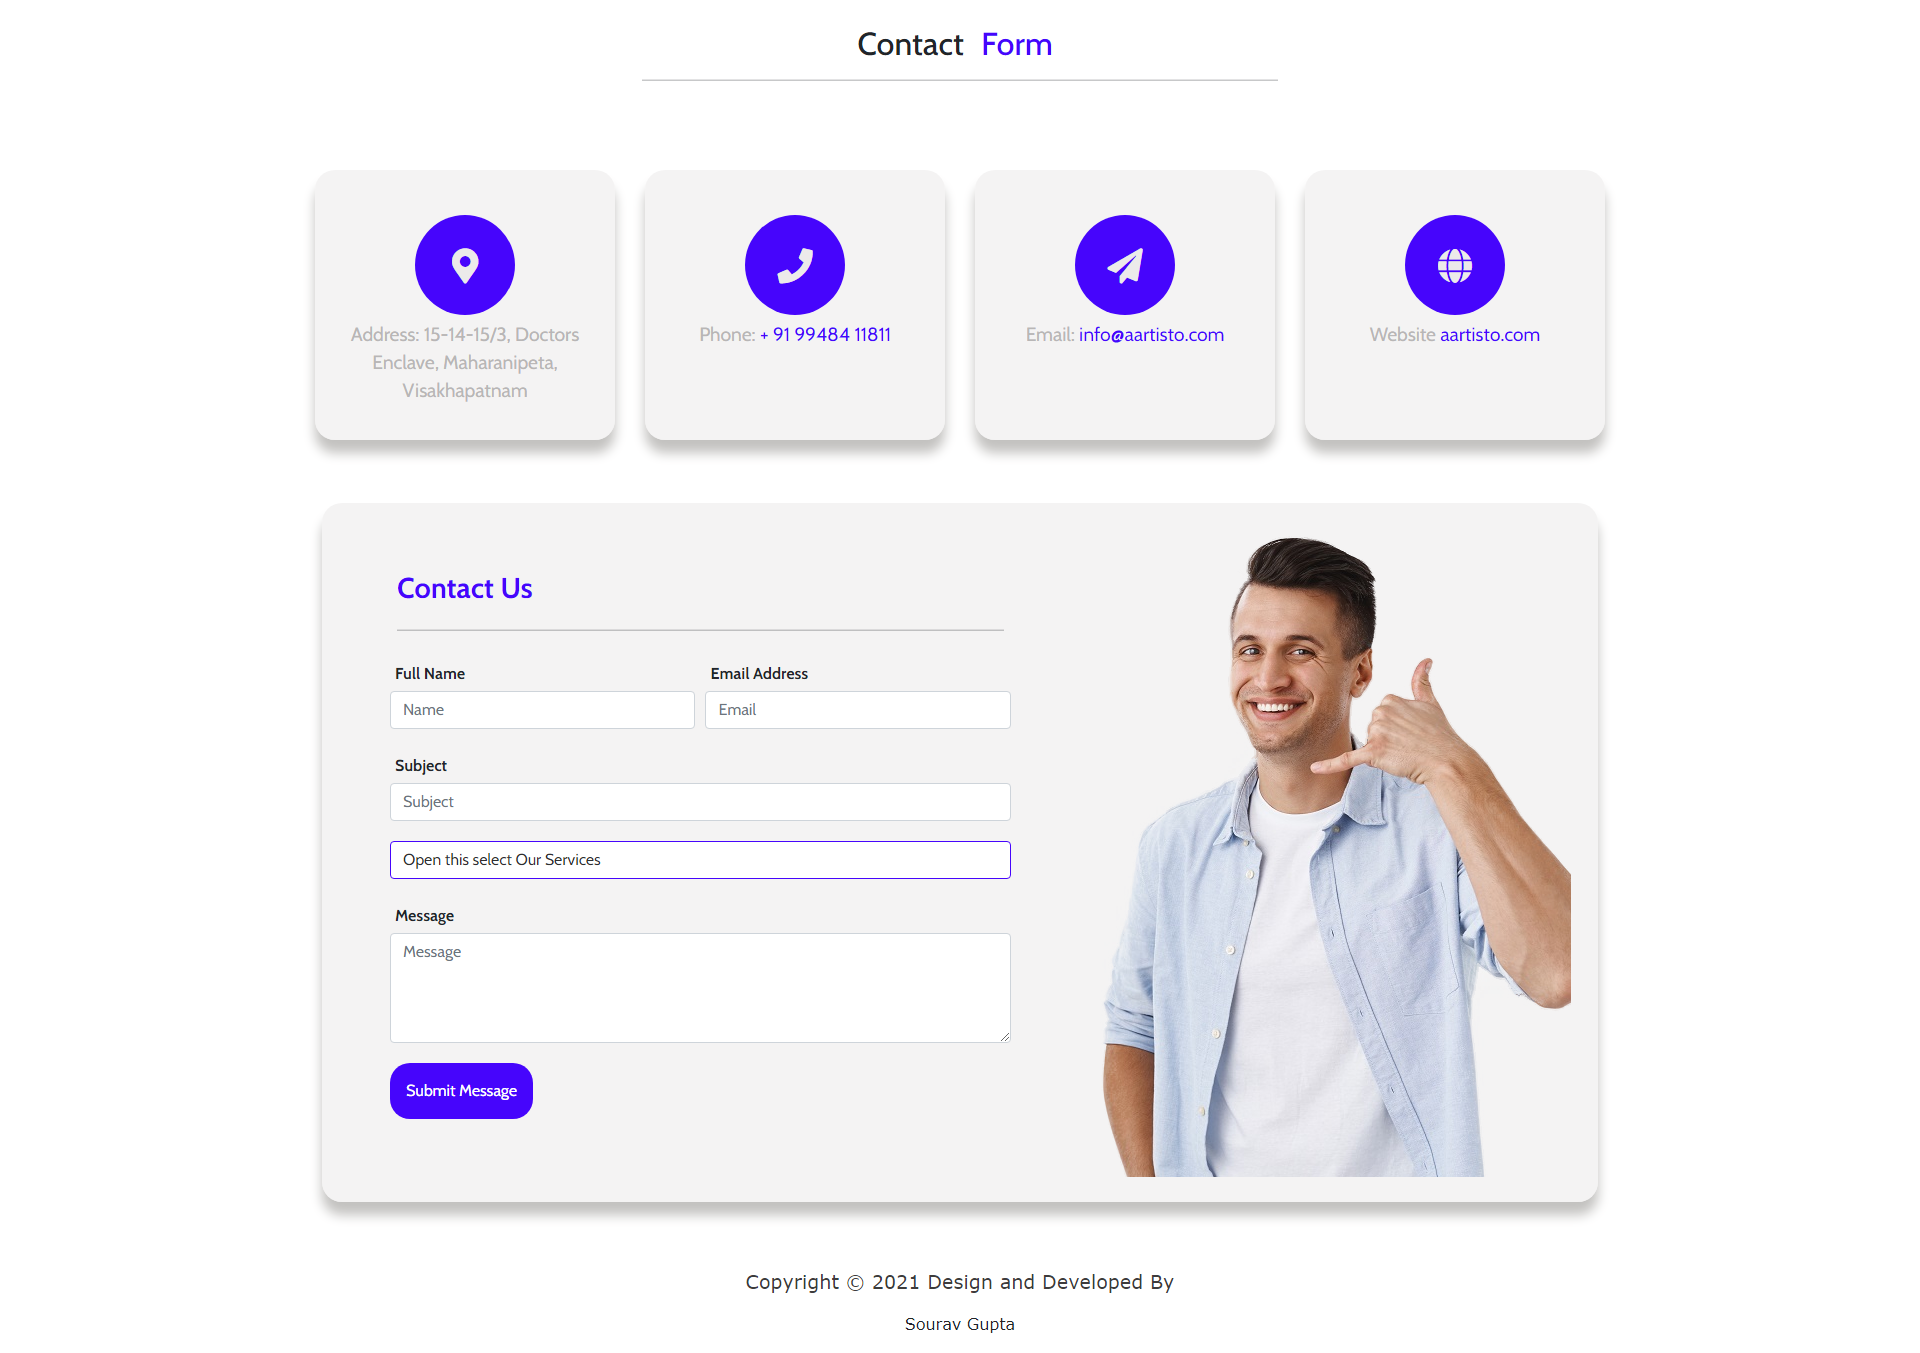 Contact Form
Address: 15-14-15/3, Doctors
Enclave, Maharanipeta,
Visakhapatnam
Phone: + 91 99484 11811
Email: info@aartisto.com
Website aartisto.com
Contact Us
Full Name
Email Address
Name
Email
Subject
Subject
Open this select Our Services
Message
Message
Submit Message
Copyright © 2021 Design and Developed By
Sourav Gupta